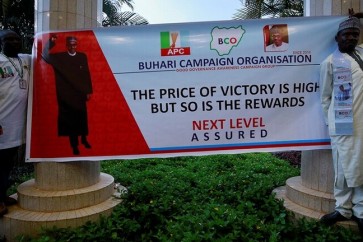 APC
BCO
BUHARI CAMPAIGN ORGANISATION
THE PRICE OF VICTORY IS HIGH
BUT SO IS THE REWARDS
NEXT LEVEL
ASSURED